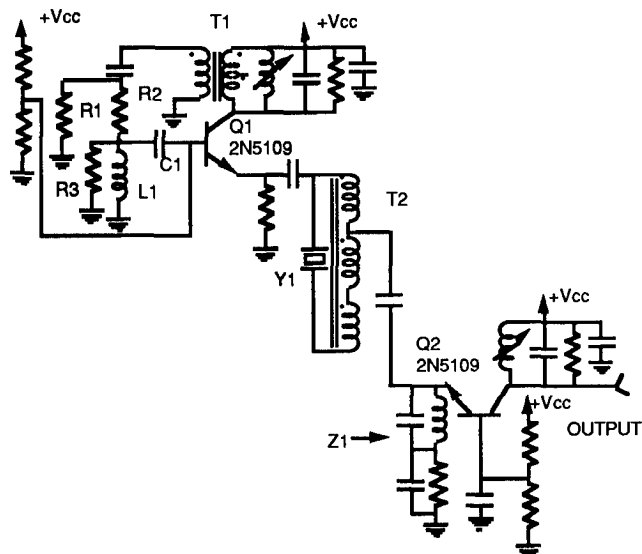 +Vcc
T1
+Vcc
R2
R1
Q1
2N5109
C1
R3
L1
T2
Y1
Q2
2N5109
+Vcc
+Vcc
OUTPUT
Z1